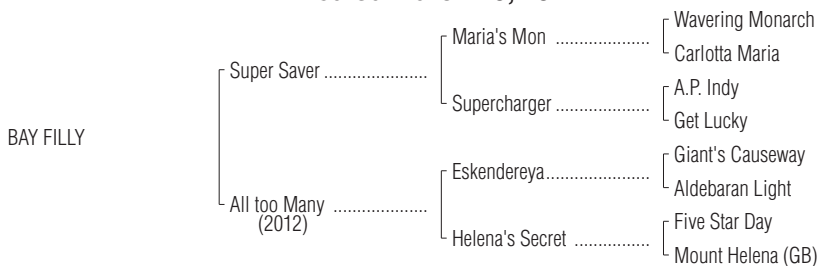 Wavering Monarch
Maria's Mon ....................
Carlotta Maria
Super Saver ......................
A.P. Indy
Supercharger ....................
Get Lucky
BAY FILLY
Giant's Causeway
Eskendereya......................
Aldebaran Light
All too Many ....................
(2012)
Five Star Day
Helena's Secret ................
Mount Helena (GB)